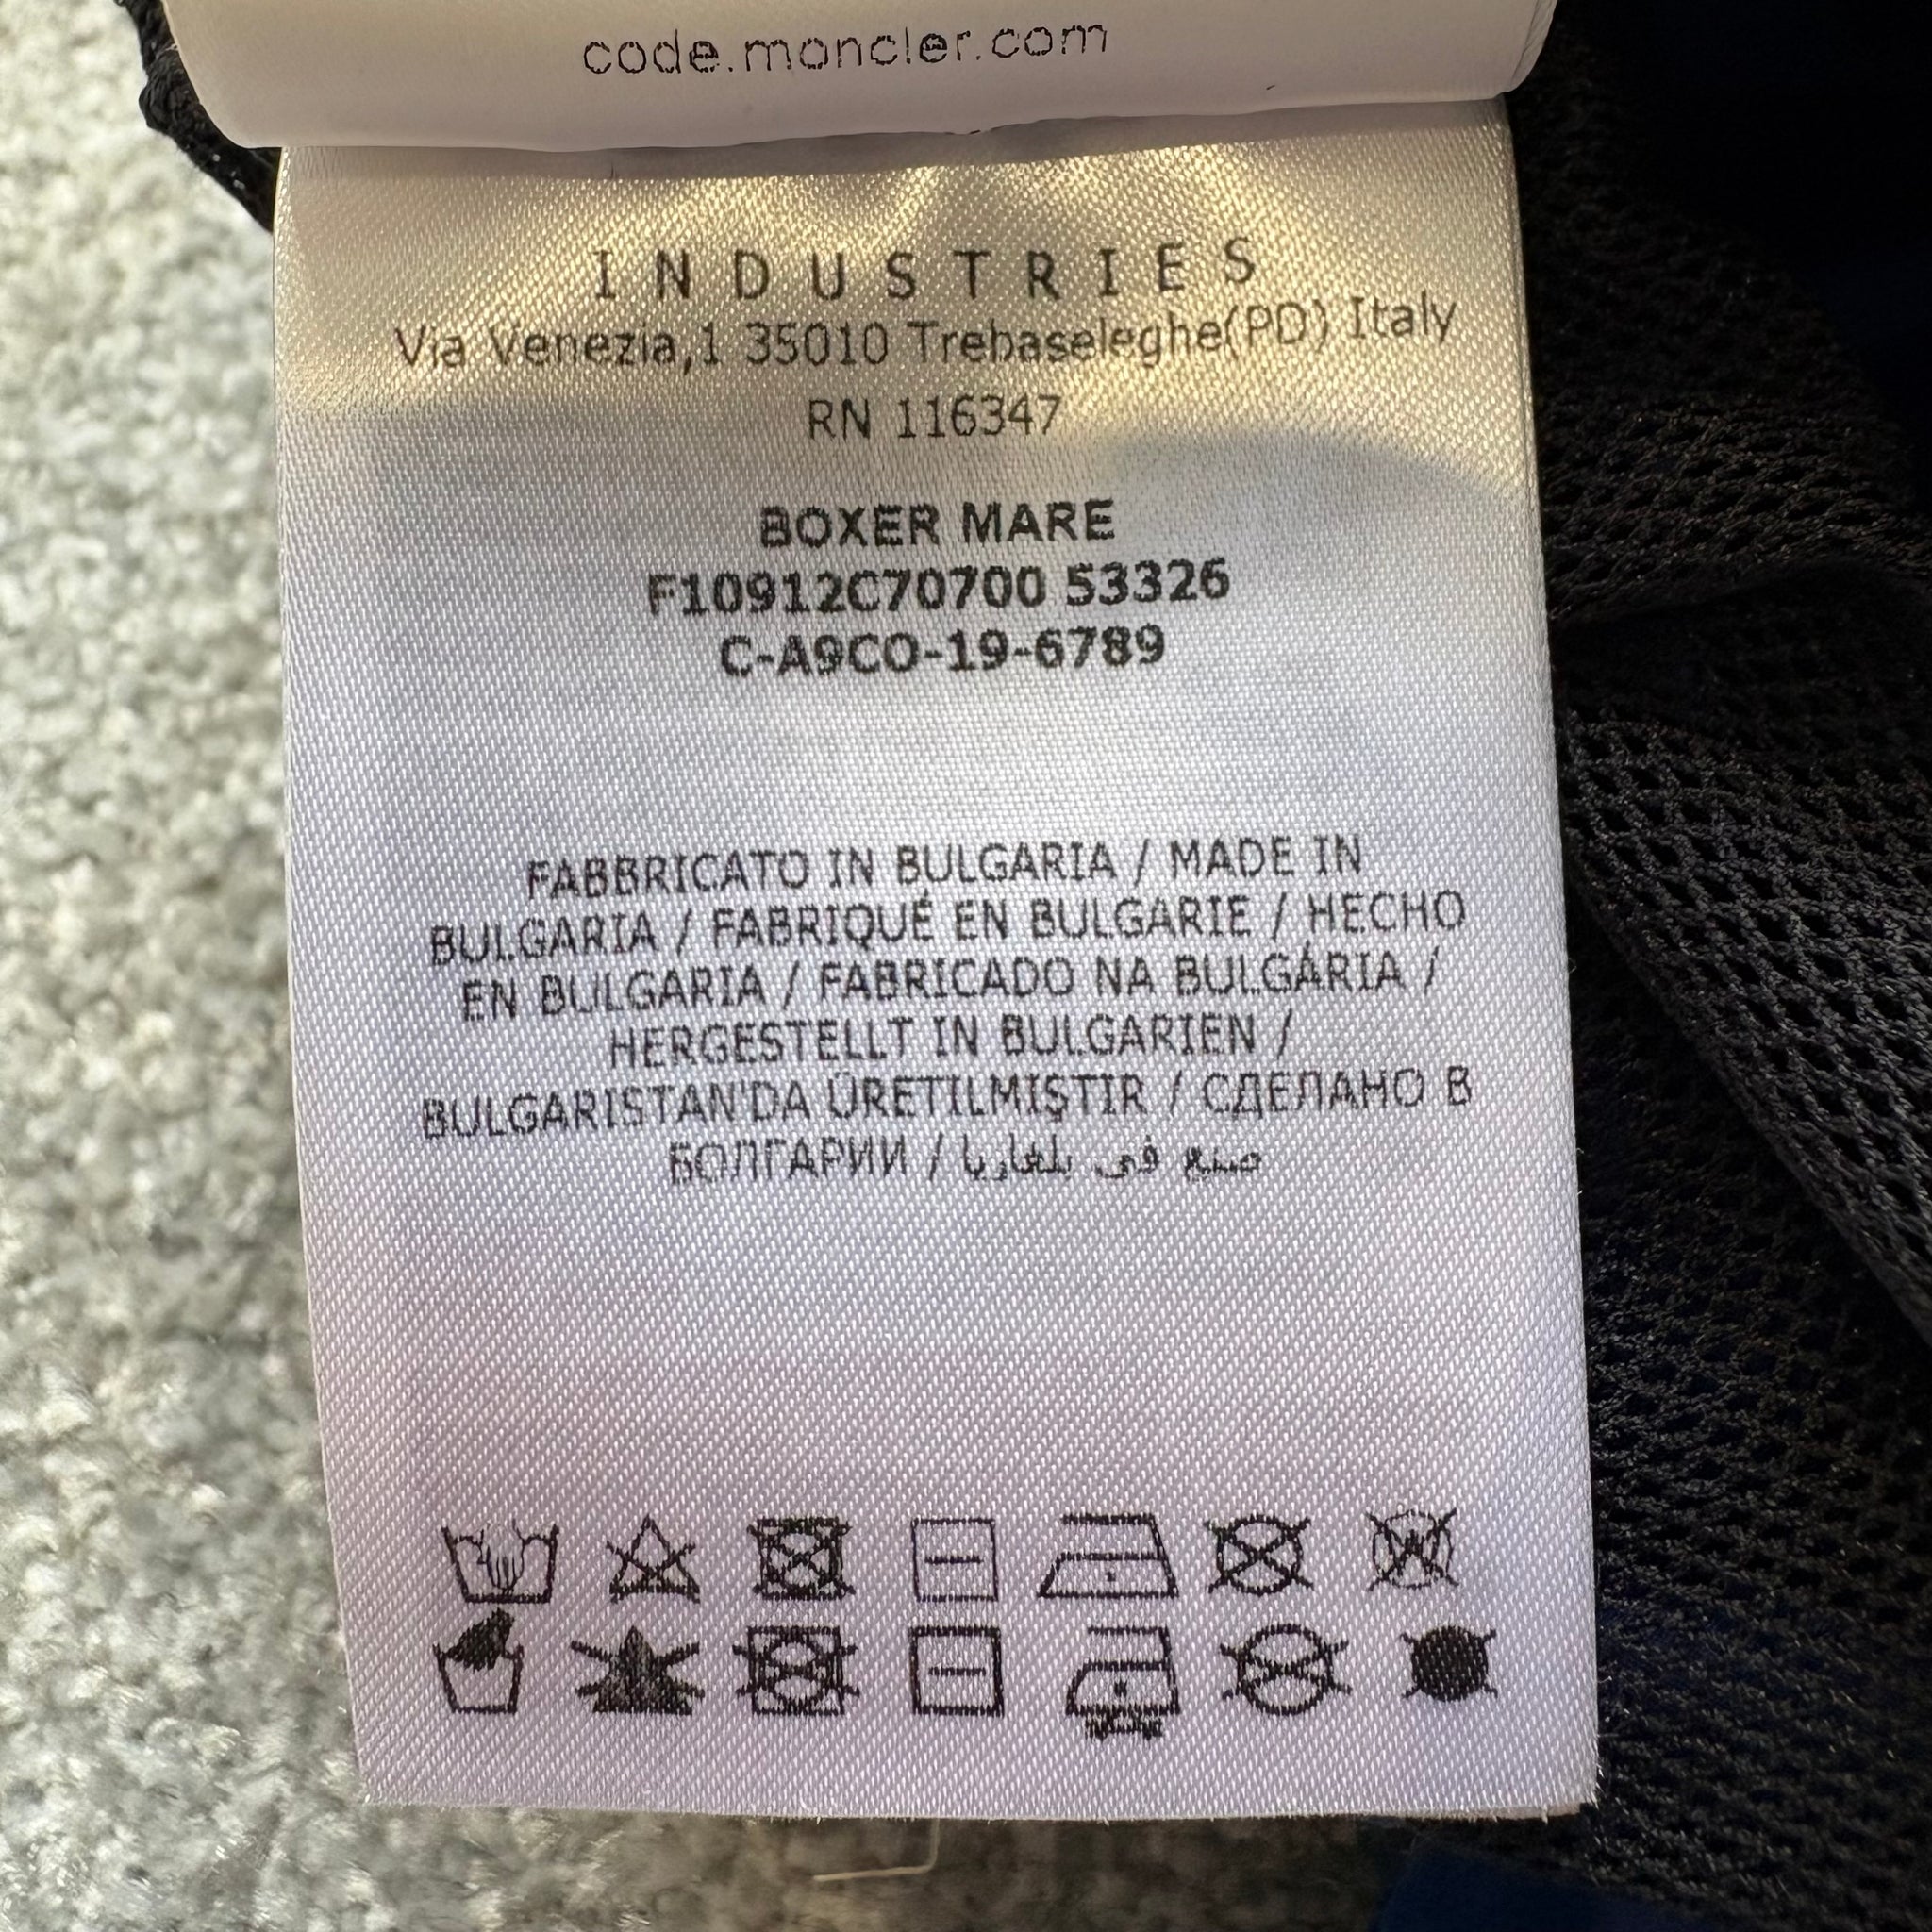 code.moncler.com
INDUSTRIES
Via Venezia,1 35010 Trebaseleghe(PD) Italy
RN 116347
BOXER MARE
F10912C70700 53326
C-A9CO-19-6789
FABBRICATO IN BULGARIA / MADE IN
BULGARIA / FABRIQUÉ EN BULGARIE / HECHO
EN BULGARIA / FABRICADO NA BULGÁRIA /
HERGESTELLT IN BULGARIEN /
BULGARISTAN'DA ÜRETILMIŞTIR / СДЕЛАНО В
БОЛГАРИИ / صنع في بلغاريا